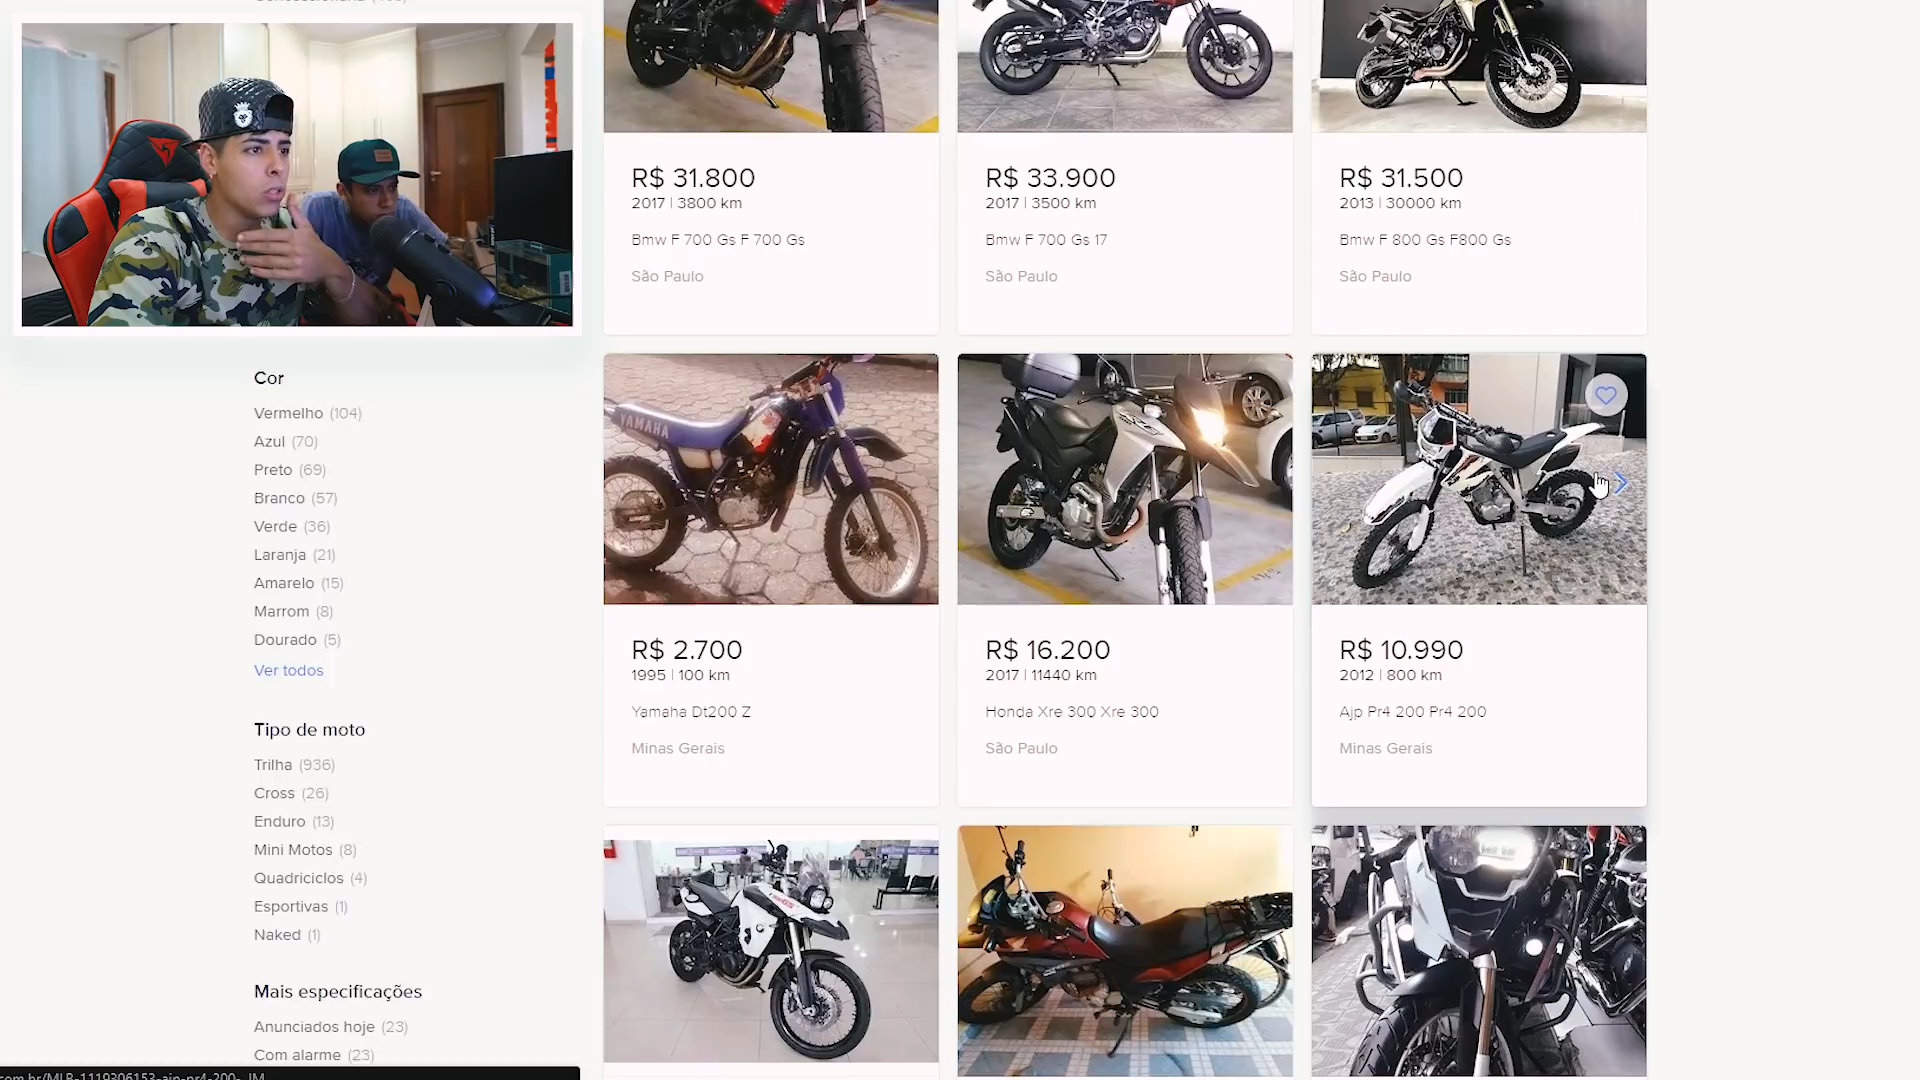 R$ 31.800
2017 | 3800 km
Bmw F 700 Gs F 700 Gs
São Paulo
R$ 33.900
2017 | 3500 km
Bmw F 700 Gs 17
São Paulo
R$ 31.500
2013 | 30000 km
Bmw F 800 Gs F800 Gs
São Paulo
Cor
Vermelho (104)
Azul (70)
Preto (69)
Branco (57)
Verde (36)
Laranja (21)
Amarelo (15)
Marrom (8)
Dourado (5)
Ver todos
Tipo de moto
Trilha (936)
Cross (26)
Enduro (13)
Mini Motos (8)
Quadriciclos (4)
Esportivas (1)
Naked (1)
Mais especificações
Anunciados hoje (23)
Com alarme (23)
YAMAHA
R$ 2.700
1995 | 100 km
Yamaha Dt200 Z
Minas Gerais
R$ 16.200
2017 | 11440 km
Honda Xre 300 Xre 300
São Paulo
R$ 10.990
2012 | 800 km
Ajp Pr4 200 Pr4 200
Minas Gerais